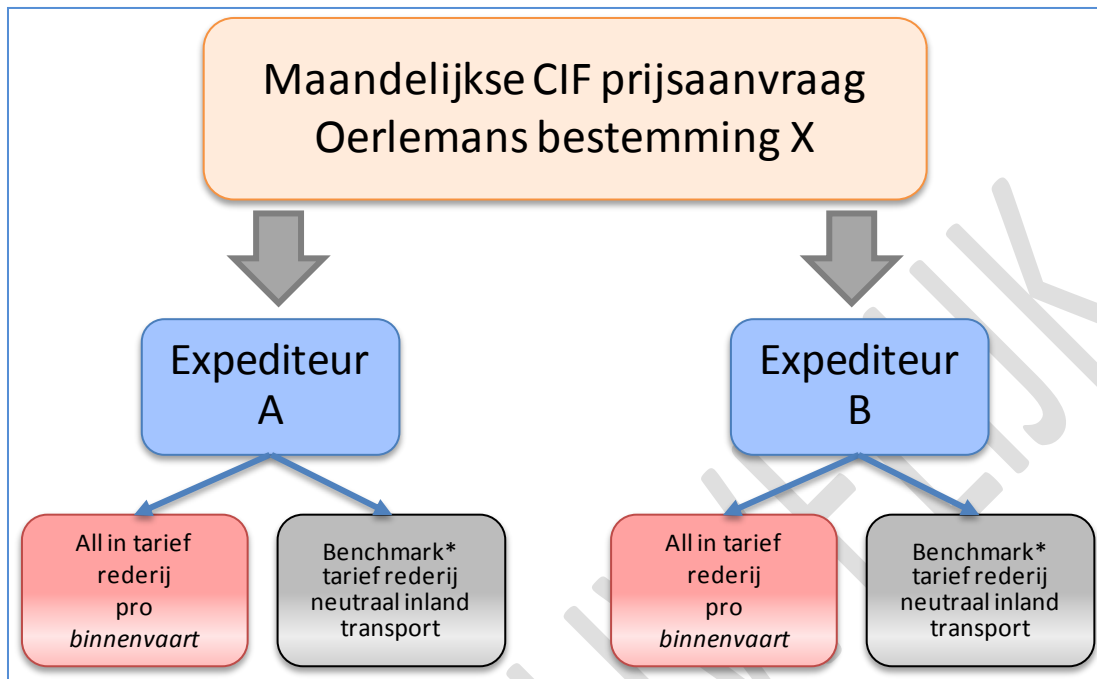 Maandelijkse CIF prijsaanvraag
Oerlemans bestemming X
Expediteur
A
Expediteur
B
All in tarief
rederij
pro
binnenvaart
Benchmark*
tarief rederij
neutraal inland
transport
All in tarief
rederij
pro
binnenvaart
Benchmark*
tarief rederij
neutraal inland
transport